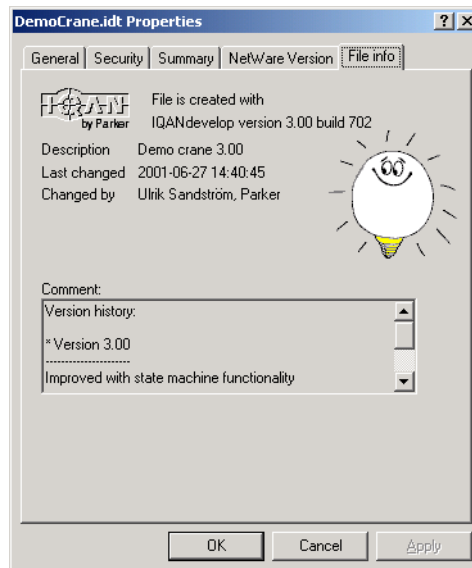 DemoCrane.idt Properties
General Security Summary NetWare Version File info
IQAN
by Parker
File is created with
IQANdevelop version 3.00 build 702
Description Demo crane 3.00
Last changed 2001-06-27 14:40:45
Changed by Ulrik Sandström, Parker
Comment:
Version history:
* Version 3.00
---------------------
Improved with state machine functionality
OK Cancel Apply